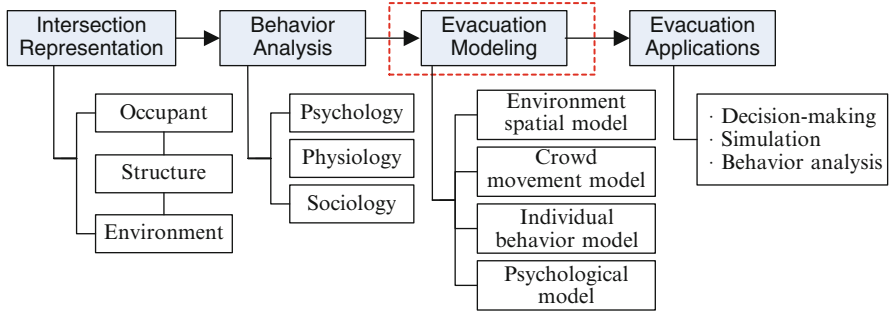 Intersection
Representation
Behavior
Analysis
Evacuation
Modeling
Evacuation
Applications
Occupant
Structure
Environment
Psychology
Physiology
Sociology
Environment
spatial model
Crowd
movement model
Individual
behavior model
Psychological
model
· Decision-making
· Simulation
· Behavior analysis